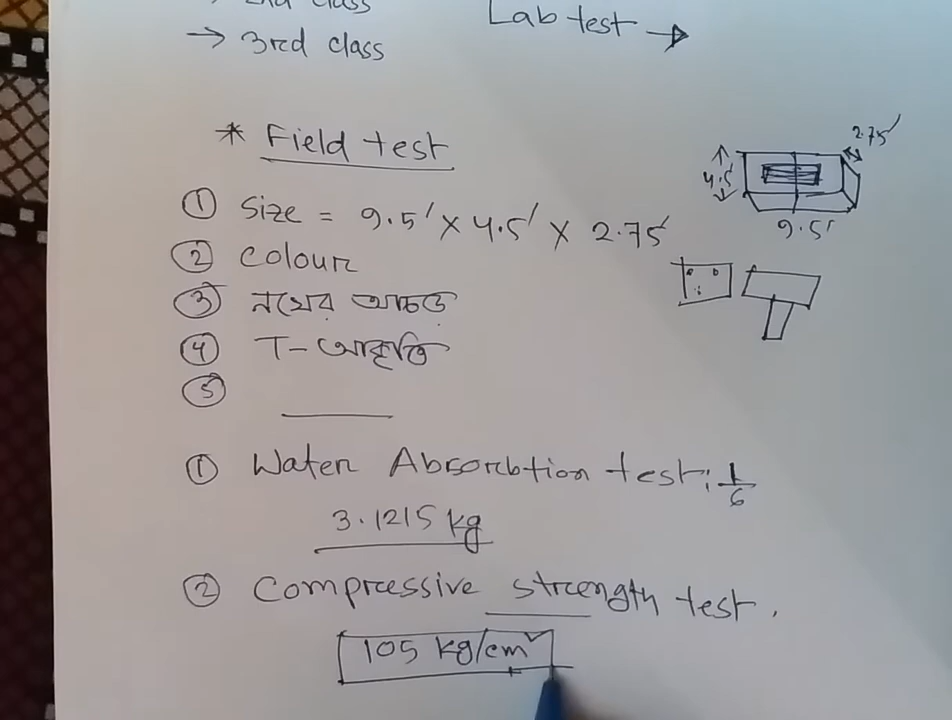 → 2nd class
Lab test →
→ 3rd class
* Field test
① Size = 9.5' X 4.5' X 2.75'
② Colour
③ নখের আচড়
④ T-আকৃতি
⑤
2.75'
4.5'
9.5'
① Water Absorbtion test: 1/6
3.1215 kg
② Compressive strength test.
105 kg/cm²